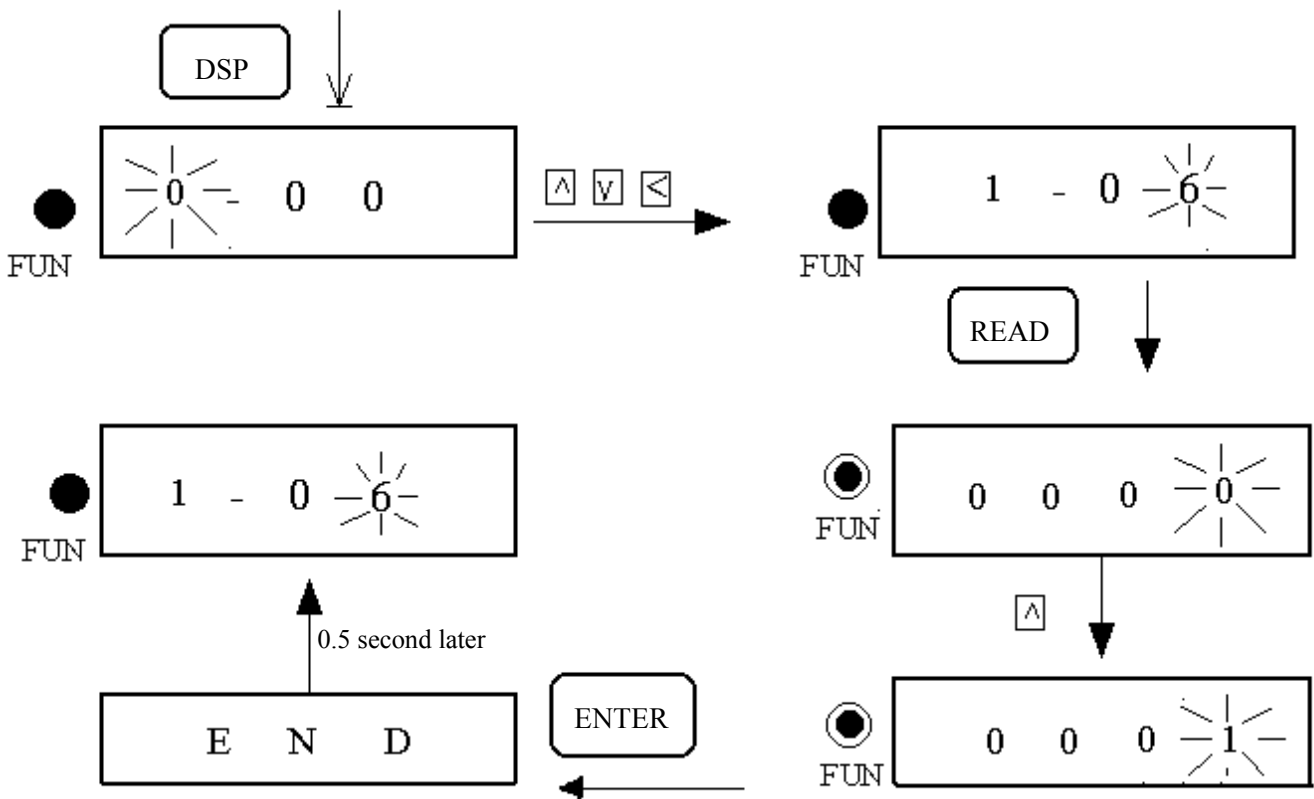 DSP
0 - 0 0
FUN
^ v <
1 - 0 6
FUN
READ
0 0 0 0
FUN
^
0 0 0 1
FUN
ENTER
E N D
0.5 second later
1 - 0 6
FUN